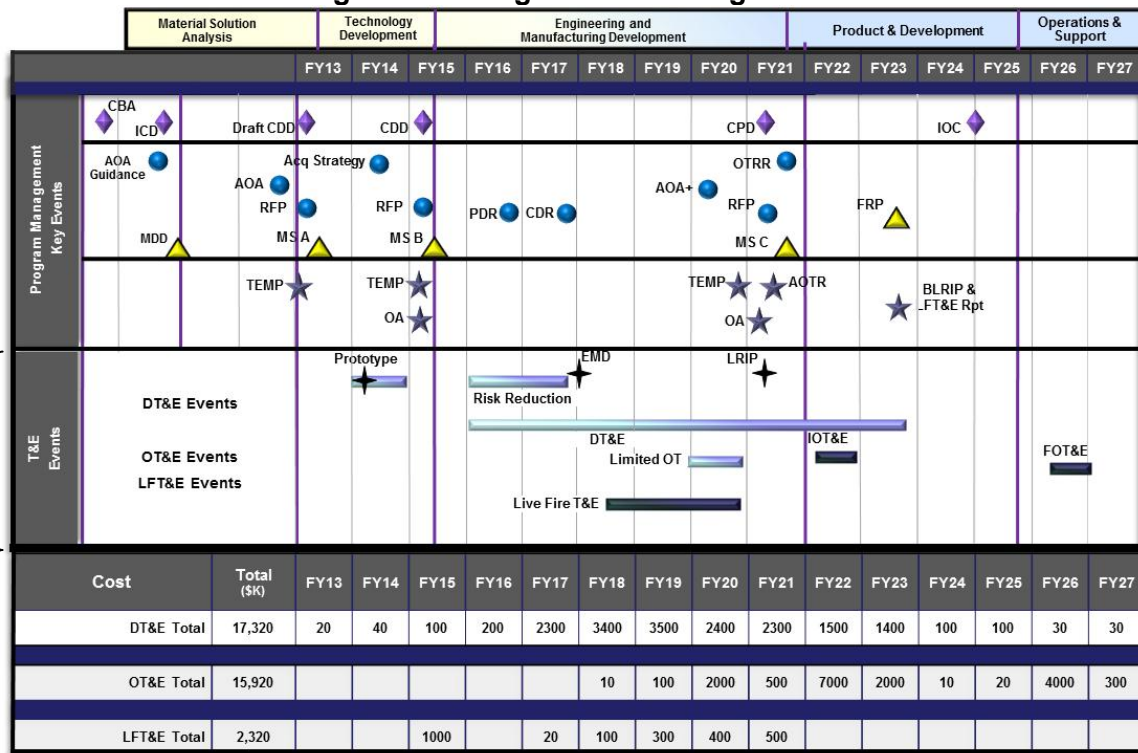 Material Solution
Analysis
Technology
Development
Engineering and
Manufacturing Development
Product & Development
Operations &
Support
FY13 FY14 FY15 FY16 FY17 FY18 FY19 FY20 FY21 FY22 FY23 FY24 FY25 FY26 FY27
Program Management
Key Events
CBA
ICD
Draft CDD
CDD
CPD
IOC
AOA
Guidance
Acq Strategy
OTRR
AOA
AOA+
RFP
RFP
PDR
CDR
RFP
FRP
MDD
MS A
MS B
MS C
TEMP
TEMP
TEMP
AOTR
BLRIP &
LFT&E Rpt
OA
OA
T&E
Events
Prototype
EMD
LRIP
Risk Reduction
DT&E Events
DT&E
IOT&E
OT&E Events
Limited OT
FOT&E
LFT&E Events
Live Fire T&E
Cost Total
($K) FY13 FY14 FY15 FY16 FY17 FY18 FY19 FY20 FY21 FY22 FY23 FY24 FY25 FY26 FY27
DT&E Total 17,320 20 40 100 200 2300 3400 3500 2400 2300 1500 1400 100 100 30 30
OT&E Total 15,920 10 100 2000 500 7000 2000 10 20 4000 300
LFT&E Total 2,320 1000 20 100 300 400 500